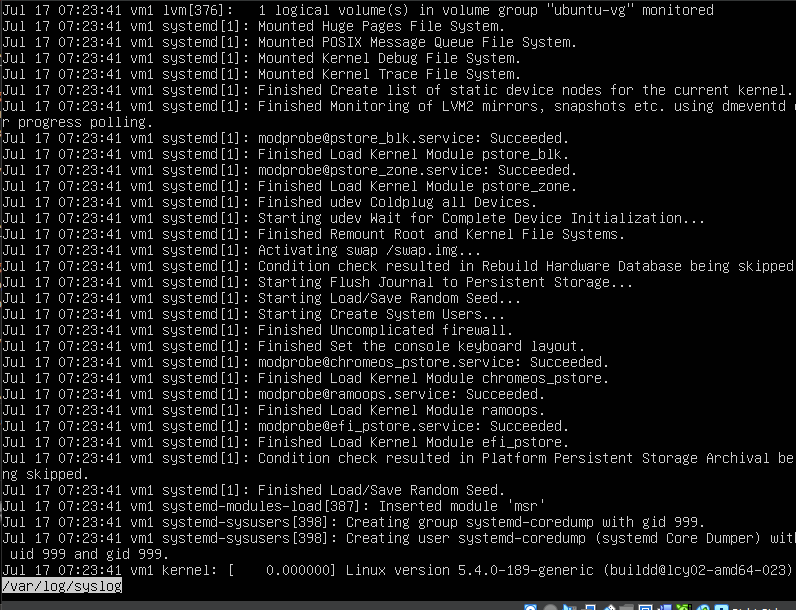 Jul 17 07:23:41 vm1 lvm[376]:   1 logical volume(s) in volume group "ubuntu-vg" monitored
Jul 17 07:23:41 vm1 systemd[1]: Mounted Huge Pages File System.
Jul 17 07:23:41 vm1 systemd[1]: Mounted POSIX Message Queue File System.
Jul 17 07:23:41 vm1 systemd[1]: Mounted Kernel Debug File System.
Jul 17 07:23:41 vm1 systemd[1]: Mounted Kernel Trace File System.
Jul 17 07:23:41 vm1 systemd[1]: Finished Create list of static device nodes for the current kernel.
Jul 17 07:23:41 vm1 systemd[1]: Finished Monitoring of LVM2 mirrors, snapshots etc. using dmeventd o
r progress polling.
Jul 17 07:23:41 vm1 systemd[1]: modprobe@pstore_blk.service: Succeeded.
Jul 17 07:23:41 vm1 systemd[1]: Finished Load Kernel Module pstore_blk.
Jul 17 07:23:41 vm1 systemd[1]: modprobe@pstore_zone.service: Succeeded.
Jul 17 07:23:41 vm1 systemd[1]: Finished Load Kernel Module pstore_zone.
Jul 17 07:23:41 vm1 systemd[1]: Finished udev Coldplug all Devices.
Jul 17 07:23:41 vm1 systemd[1]: Starting udev Wait for Complete Device Initialization...
Jul 17 07:23:41 vm1 systemd[1]: Finished Remount Root and Kernel File Systems.
Jul 17 07:23:41 vm1 systemd[1]: Activating swap /swap.img...
Jul 17 07:23:41 vm1 systemd[1]: Condition check resulted in Rebuild Hardware Database being skipped
Jul 17 07:23:41 vm1 systemd[1]: Starting Flush Journal to Persistent Storage...
Jul 17 07:23:41 vm1 systemd[1]: Starting Load/Save Random Seed...
Jul 17 07:23:41 vm1 systemd[1]: Starting Create System Users...
Jul 17 07:23:41 vm1 systemd[1]: Finished Uncomplicated firewall.
Jul 17 07:23:41 vm1 systemd[1]: Finished Set the console keyboard layout.
Jul 17 07:23:41 vm1 systemd[1]: modprobe@chromeos_pstore.service: Succeeded.
Jul 17 07:23:41 vm1 systemd[1]: Finished Load Kernel Module chromeos_pstore.
Jul 17 07:23:41 vm1 systemd[1]: modprobe@ramoops.service: Succeeded.
Jul 17 07:23:41 vm1 systemd[1]: Finished Load Kernel Module ramoops.
Jul 17 07:23:41 vm1 systemd[1]: modprobe@efi_pstore.service: Succeeded.
Jul 17 07:23:41 vm1 systemd[1]: Finished Load Kernel Module efi_pstore.
Jul 17 07:23:41 vm1 systemd[1]: Condition check resulted in Platform Persistent Storage Archival be
ng skipped.
Jul 17 07:23:41 vm1 systemd[1]: Finished Load/Save Random Seed.
Jul 17 07:23:41 vm1 systemd-modules-load[387]: Inserted module 'msr'
Jul 17 07:23:41 vm1 systemd-sysusers[398]: Creating group systemd-coredump with gid 999.
Jul 17 07:23:41 vm1 systemd-sysusers[398]: Creating user systemd-coredump (systemd Core Dumper) with
 uid 999 and gid 999.
Jul 17 07:23:41 vm1 kernel: [    0.000000] Linux version 5.4.0-189-generic (buildd@lcy02-amd64-023)
/var/log/syslog